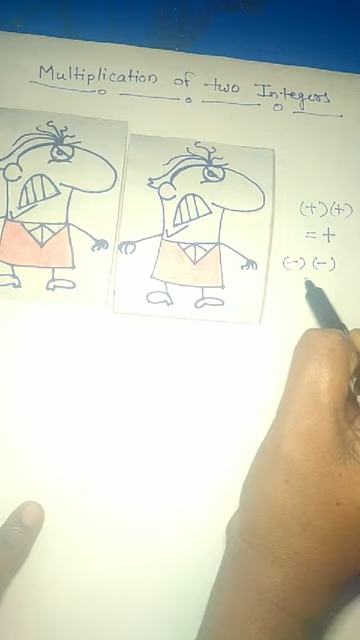 Multiplication of two Integers
(+)(+)
= +
(-)(-)